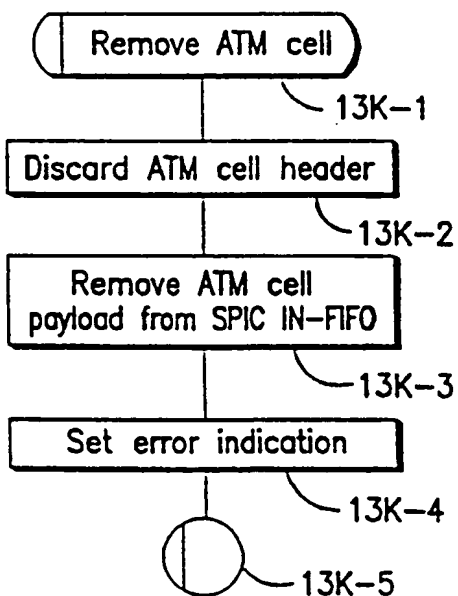 Remove ATM cell
13K-1
Discard ATM cell header
13K-2
Remove ATM cell
payload from SPIC IN-FIFO
13K-3
Set error indication
13K-4
13K-5